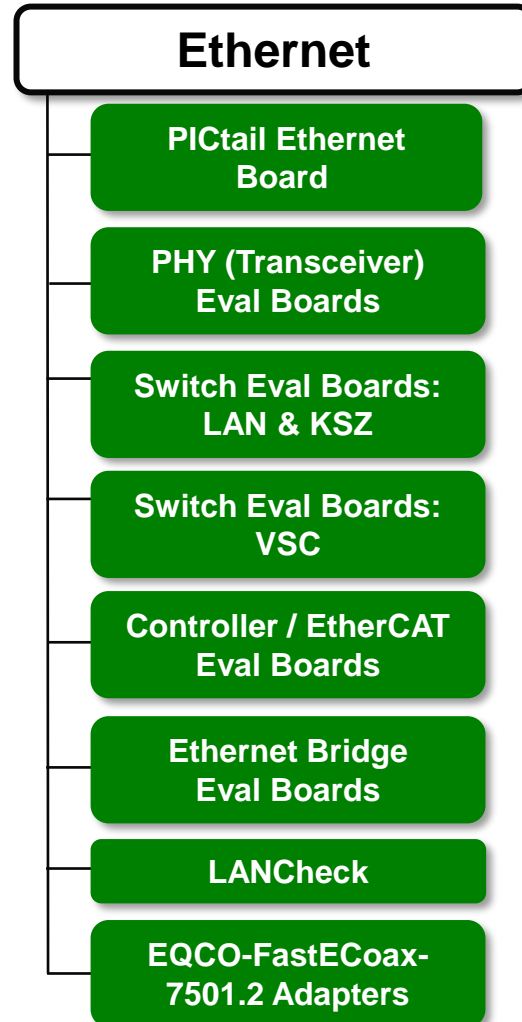 Ethernet
PICtail Ethernet
Board
PHY (Transceiver)
Eval Boards
Switch Eval Boards:
LAN & KSZ
Switch Eval Boards:
VSC
Controller / EtherCAT
Eval Boards
Ethernet Bridge
Eval Boards
LANCheck
EQCO-FastECoax-
7501.2 Adapters